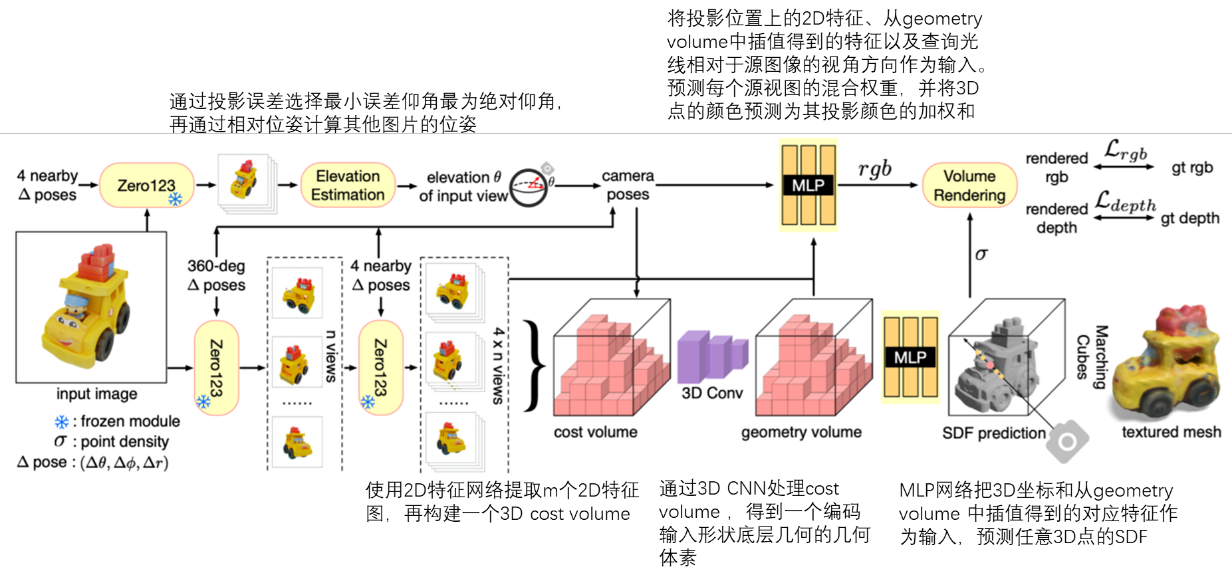 将投影位置上的2D特征、从geometry
volume中插值得到的特征以及查询光
线相对于源图像的视角方向作为输入。
预测每个源视图的混合权重，并将3D
点的颜色预测为其投影颜色的加权和
通过投影误差选择最小误差仰角最为绝对仰角，
再通过相对位姿计算其他图片的位姿
4 nearby
Δ poses
Zero123
Elevation
Estimation
elevation θ
of input view
θ
camera
poses
MLP
rgb
Volume
Rendering
rendered
rgb
ℒrgb
gt rgb
rendered
depth
ℒdepth
gt depth
σ
360-deg
Δ poses
4 nearby
Δ poses
Zero123
n views
......
Zero123
4 x n views
......
input image
: frozen module
σ : point density
Δ pose : (Δθ, Δϕ, Δr)
cost volume
3D Conv
geometry volume
MLP
SDF prediction
Marching
Cubes
textured mesh
使用2D特征网络提取m个2D特征
图，再构建一个3D cost volume
通过3D CNN处理cost
volume ，得到一个编码
输入形状底层几何的几何
体素
MLP网络把3D坐标和从geometry
volume 中插值得到的对应特征作
为输入，预测任意3D点的SDF